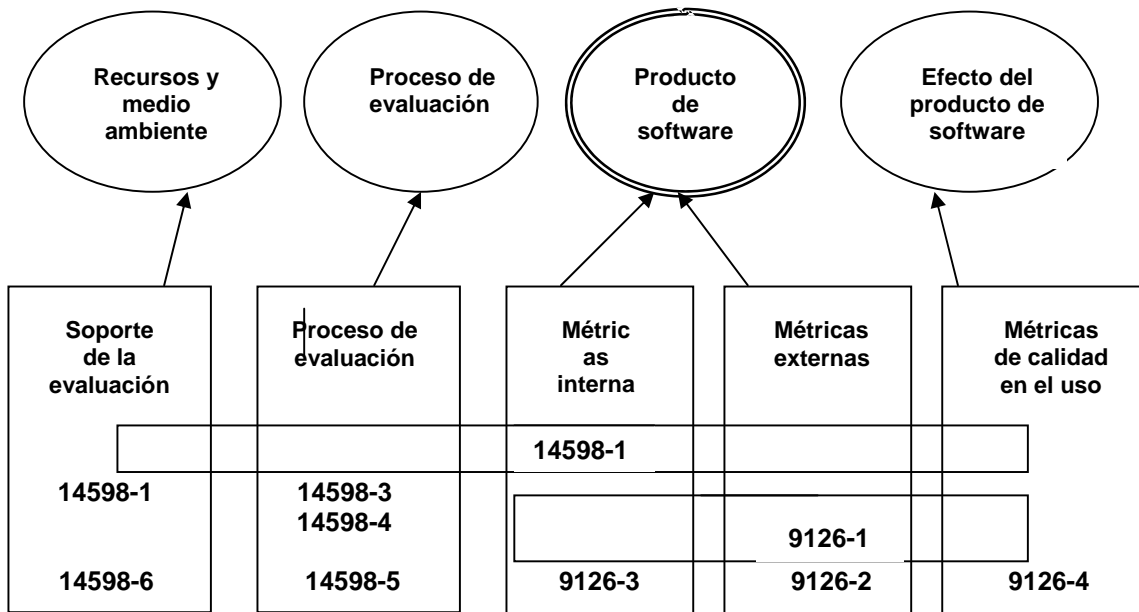 Recursos y
medio
ambiente
Proceso de
evaluación
Producto
de
software
Efecto del
producto de
software
Soporte
de la
evaluación
Proceso de
evaluación
Métric
as
interna
Métricas
externas
Métricas
de calidad
en el uso
14598-1
14598-1
14598-3
14598-4
9126-1
14598-6
14598-5
9126-3
9126-2
9126-4